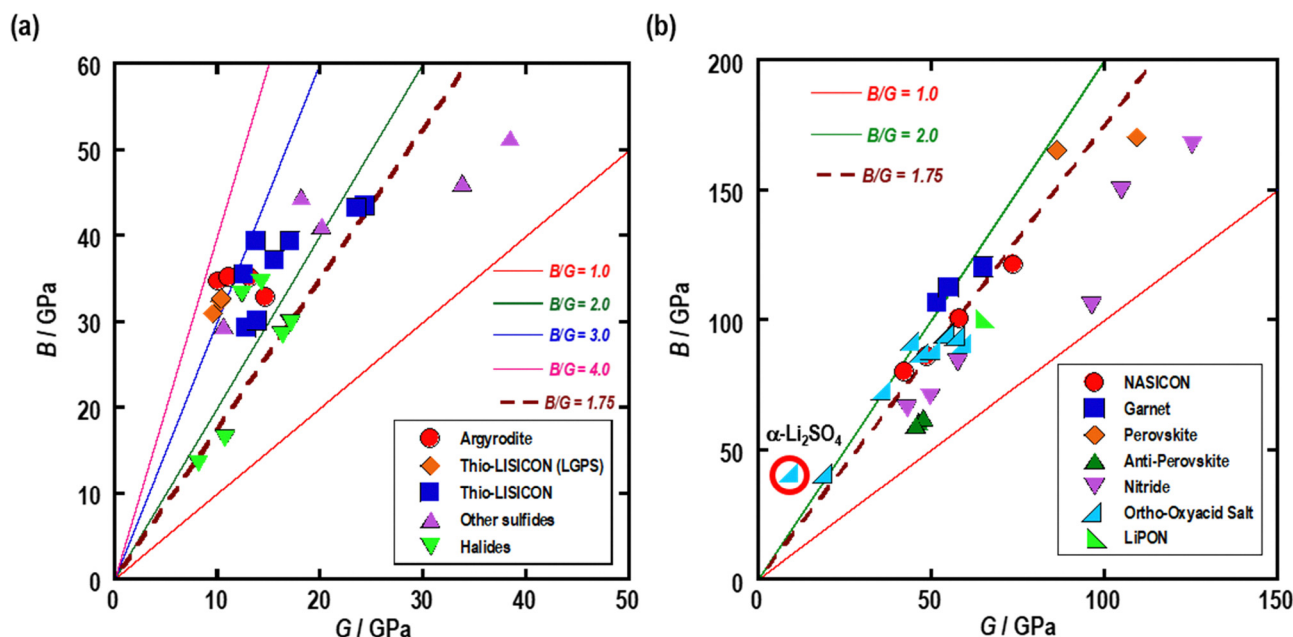 (a)
60
50
40
30
20
10
0
B / GPa
0
10
20
30
40
50
G / GPa
B/G = 1.0
B/G = 2.0
B/G = 3.0
B/G = 4.0
B/G = 1.75
Argyrodite
Thio-LISICON (LGPS)
Thio-LISICON
Other sulfides
Halides
(b)
200
150
100
50
0
B / GPa
0
50
100
150
G / GPa
B/G = 1.0
B/G = 2.0
B/G = 1.75
α-Li₂SO₄
NASICON
Garnet
Perovskite
Anti-Perovskite
Nitride
Ortho-Oxyacid Salt
LiPON